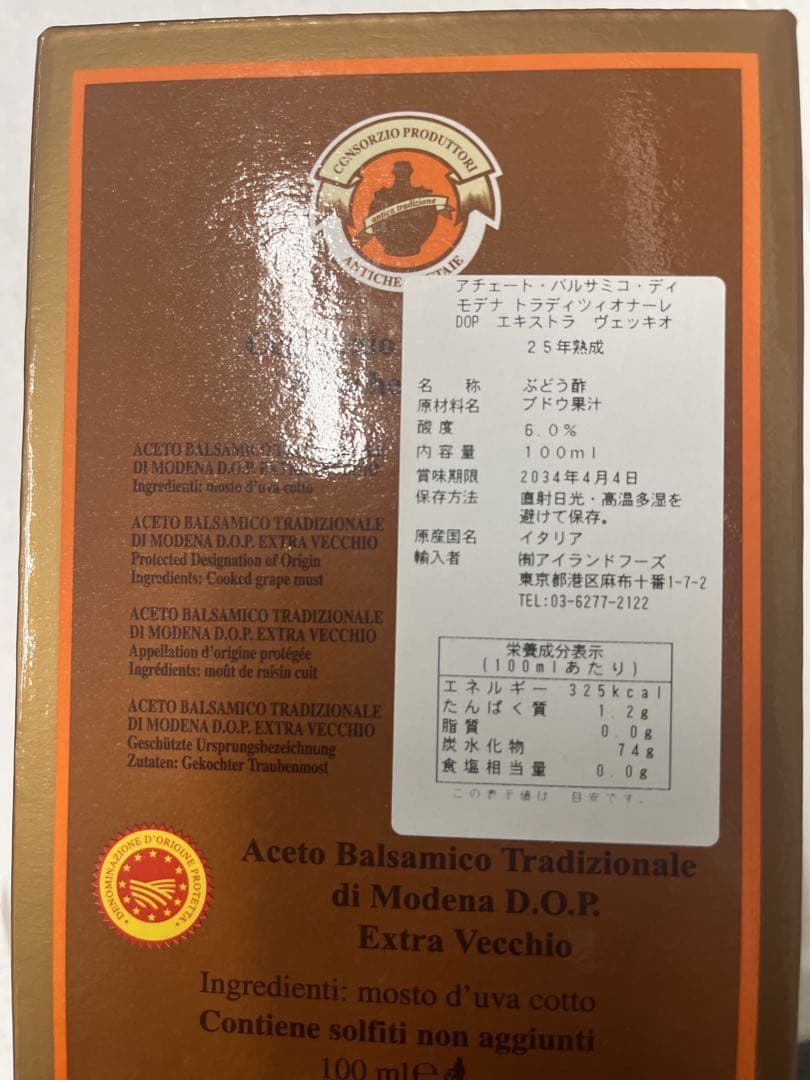 CONSORZIO PRODUTTORI
antica tradizione
ANTICHE
アチェート・バルサミコ・ディ
モデナ トラディツィオナーレ
DOP エキストラ ヴェッキオ
25年熟成
名 称 ぶどう酢
原材料名 ブドウ果汁
酸度 6.0%
内容量 100ml
賞味期限 2034年4月4日
保存方法 直射日光・高温多湿を
避けて保存。
原産国名 イタリア
輸入者 ㈲アイランドフーズ
東京都港区麻布十番1-7-2
TEL:03-6277-2122
栄養成分表示
(100mlあたり)
エネルギー 325kcal
たんぱく質 1.2g
脂質 0.0g
炭水化物 74g
食塩相当量 0.0g
この表示値は 目安です。
ACETO BALSAMICO
DI MODENA D.O.P.
Ingredienti: mosto d'uva cotto
ACETO BALSAMICO TRADIZIONALE
DI MODENA D.O.P. EXTRA VECCHIO
Protected Designation of Origin
Ingredients: Cooked grape must
ACETO BALSAMICO TRADIZIONALE
DI MODENA D.O.P. EXTRA VECCHIO
Appellation d'origine protégée
Ingrédients: moût de raisin cuit
ACETO BALSAMICO TRADIZIONALE
DI MODENA D.O.P. EXTRA VECCHIO
Geschützte Ursprungsbezeichnung
Zutaten: Gekochter Traubenmost
DENOMINAZIONE D'ORIGINE PROTETTA
Aceto Balsamico Tradizionale
di Modena D.O.P.
Extra Vecchio
Ingredienti: mosto d'uva cotto
Contiene solfiti non aggiunti
100 ml e